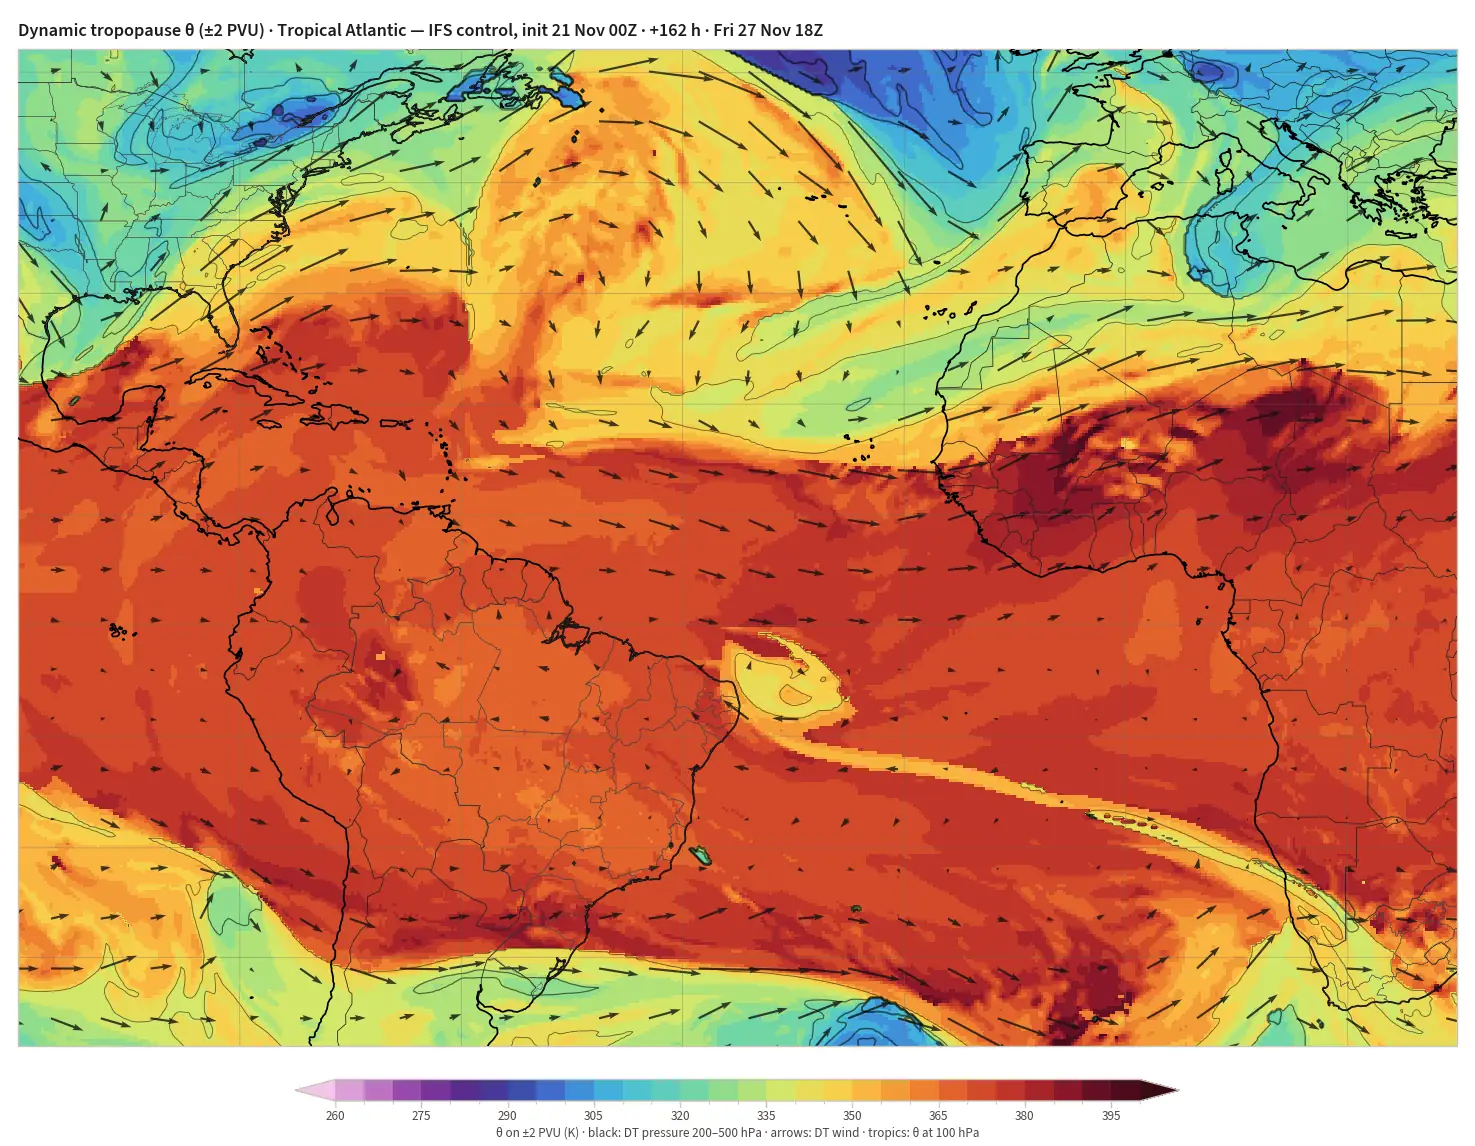 Dynamic tropopause θ (±2 PVU) · Tropical Atlantic — IFS control, init 21 Nov 00Z · +162 h · Fri 27 Nov 18Z
260 275 290 305 320 335 350 365 380 395
θ on ±2 PVU (K) · black: DT pressure 200–500 hPa · arrows: DT wind · tropics: θ at 100 hPa